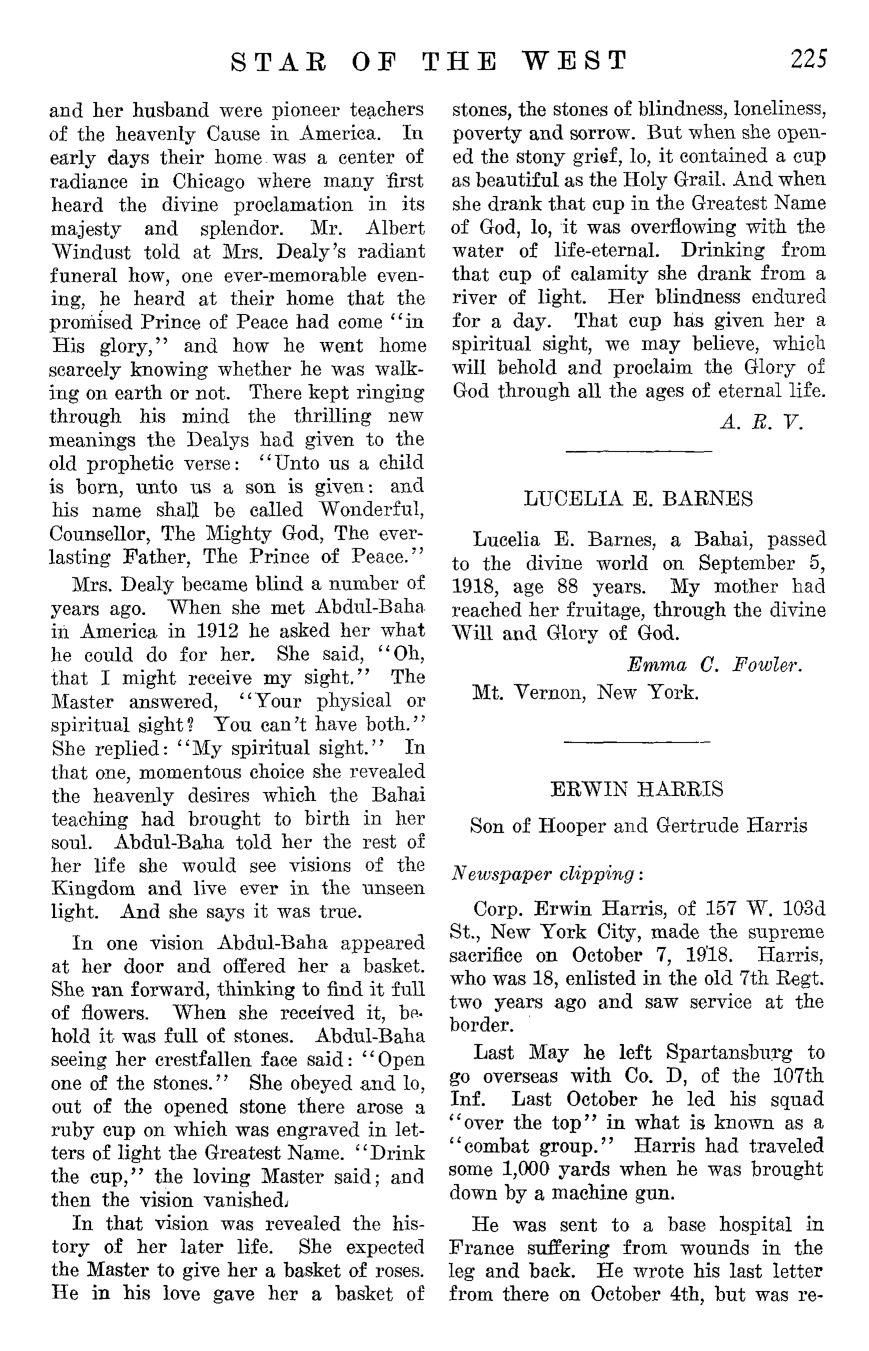 STAR OF THE WEST 225
and her husband were pioneer teachers
of the heavenly Cause in America. In
early days their home was a center of
radiance in Chicago where many first
heard the divine proclamation in its
majesty and splendor. Mr. Albert
Windust told at Mrs. Dealy's radiant
funeral how, one ever-memorable even-
ing, he heard at their home that the
promised Prince of Peace had come "in
His glory," and how he went home
scarcely knowing whether he was walk-
ing on earth or not. There kept ringing
through his mind the thrilling new
meanings the Dealys had given to the
old prophetic verse: "Unto us a child
is born, unto us a son is given: and
his name shall be called Wonderful,
Counsellor, The Mighty God, The ever-
lasting Father, The Prince of Peace."
Mrs. Dealy became blind a number of
years ago. When she met Abdul-Baha
in America in 1912 he asked her what
he could do for her. She said, "Oh,
that I might receive my sight." The
Master answered, "Your physical or
spiritual sight? You can't have both."
She replied: "My spiritual sight." In
that one, momentous choice she revealed
the heavenly desires which the Bahai
teaching had brought to birth in her
soul. Abdul-Baha told her the rest of
her life she would see visions of the
Kingdom and live ever in the unseen
light. And she says it was true.
In one vision Abdul-Baha appeared
at her door and offered her a basket.
She ran forward, thinking to find it full
of flowers. When she received it, be-
hold it was full of stones. Abdul-Baha
seeing her crestfallen face said: "Open
one of the stones." She obeyed and lo,
out of the opened stone there arose a
ruby cup on which was engraved in let-
ters of light the Greatest Name. "Drink
the cup," the loving Master said; and
then the vision vanished.
In that vision was revealed the his-
tory of her later life. She expected
the Master to give her a basket of roses.
He in his love gave her a basket of
stones, the stones of blindness, loneliness,
poverty and sorrow. But when she open-
ed the stony grief, lo, it contained a cup
as beautiful as the Holy Grail. And when
she drank that cup in the Greatest Name
of God, lo, it was overflowing with the
water of life-eternal. Drinking from
that cup of calamity she drank from a
river of light. Her blindness endured
for a day. That cup has given her a
spiritual sight, we may believe, which
will behold and proclaim the Glory of
God through all the ages of eternal life.
A. R. V.
LUCELIA E. BARNES
Lucelia E. Barnes, a Bahai, passed
to the divine world on September 5,
1918, age 88 years. My mother had
reached her fruitage, through the divine
Will and Glory of God.
Emma C. Fowler.
Mt. Vernon, New York.
ERWIN HARRIS
Son of Hooper and Gertrude Harris
Newspaper clipping:
Corp. Erwin Harris, of 157 W. 103d
St., New York City, made the supreme
sacrifice on October 7, 1918. Harris,
who was 18, enlisted in the old 7th Regt.
two years ago and saw service at the
border.
Last May he left Spartansburg to
go overseas with Co. D, of the 107th
Inf. Last October he led his squad
"over the top" in what is known as a
"combat group." Harris had traveled
some 1,000 yards when he was brought
down by a machine gun.
He was sent to a base hospital in
France suffering from wounds in the
leg and back. He wrote his last letter
from there on October 4th, but was re-